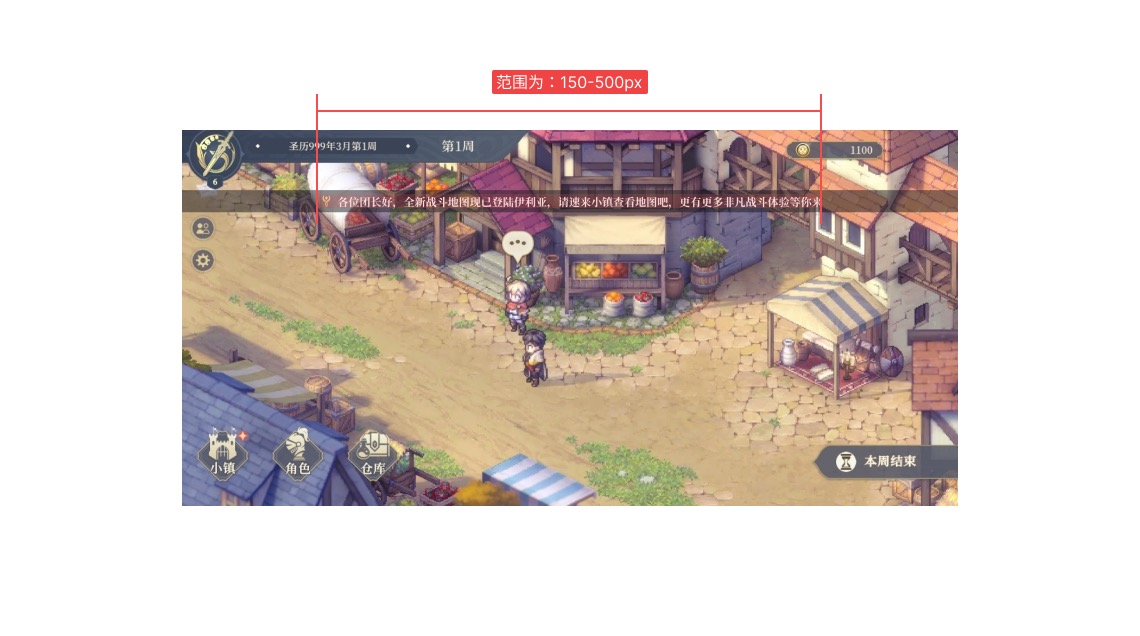 范围为：150-500px
圣历999年3月第1周
第1周
1100
6
各位团长好，全新战斗地图现已登陆伊利亚，请速来小镇查看地图吧，更有更多非凡战斗体验等你来
小镇
角色
仓库
本周结束